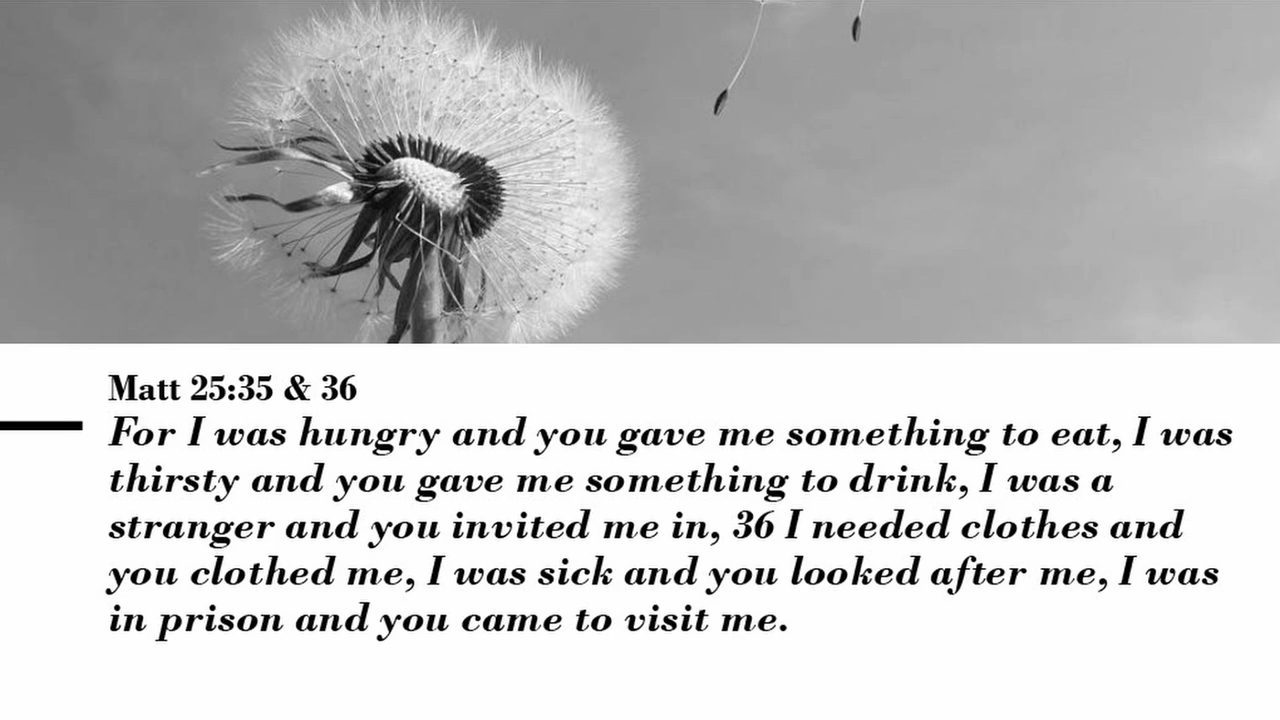 Matt 25:35 & 36
For I was hungry and you gave me something to eat, I was
thirsty and you gave me something to drink, I was a
stranger and you invited me in, 36 I needed clothes and
you clothed me, I was sick and you looked after me, I was
in prison and you came to visit me.